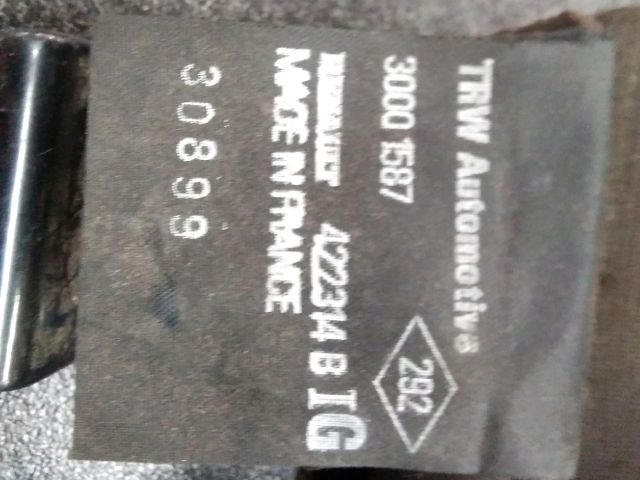 TRW Automotive
3000 1587 292
422314 B IG
MADE IN FRANCE
30899